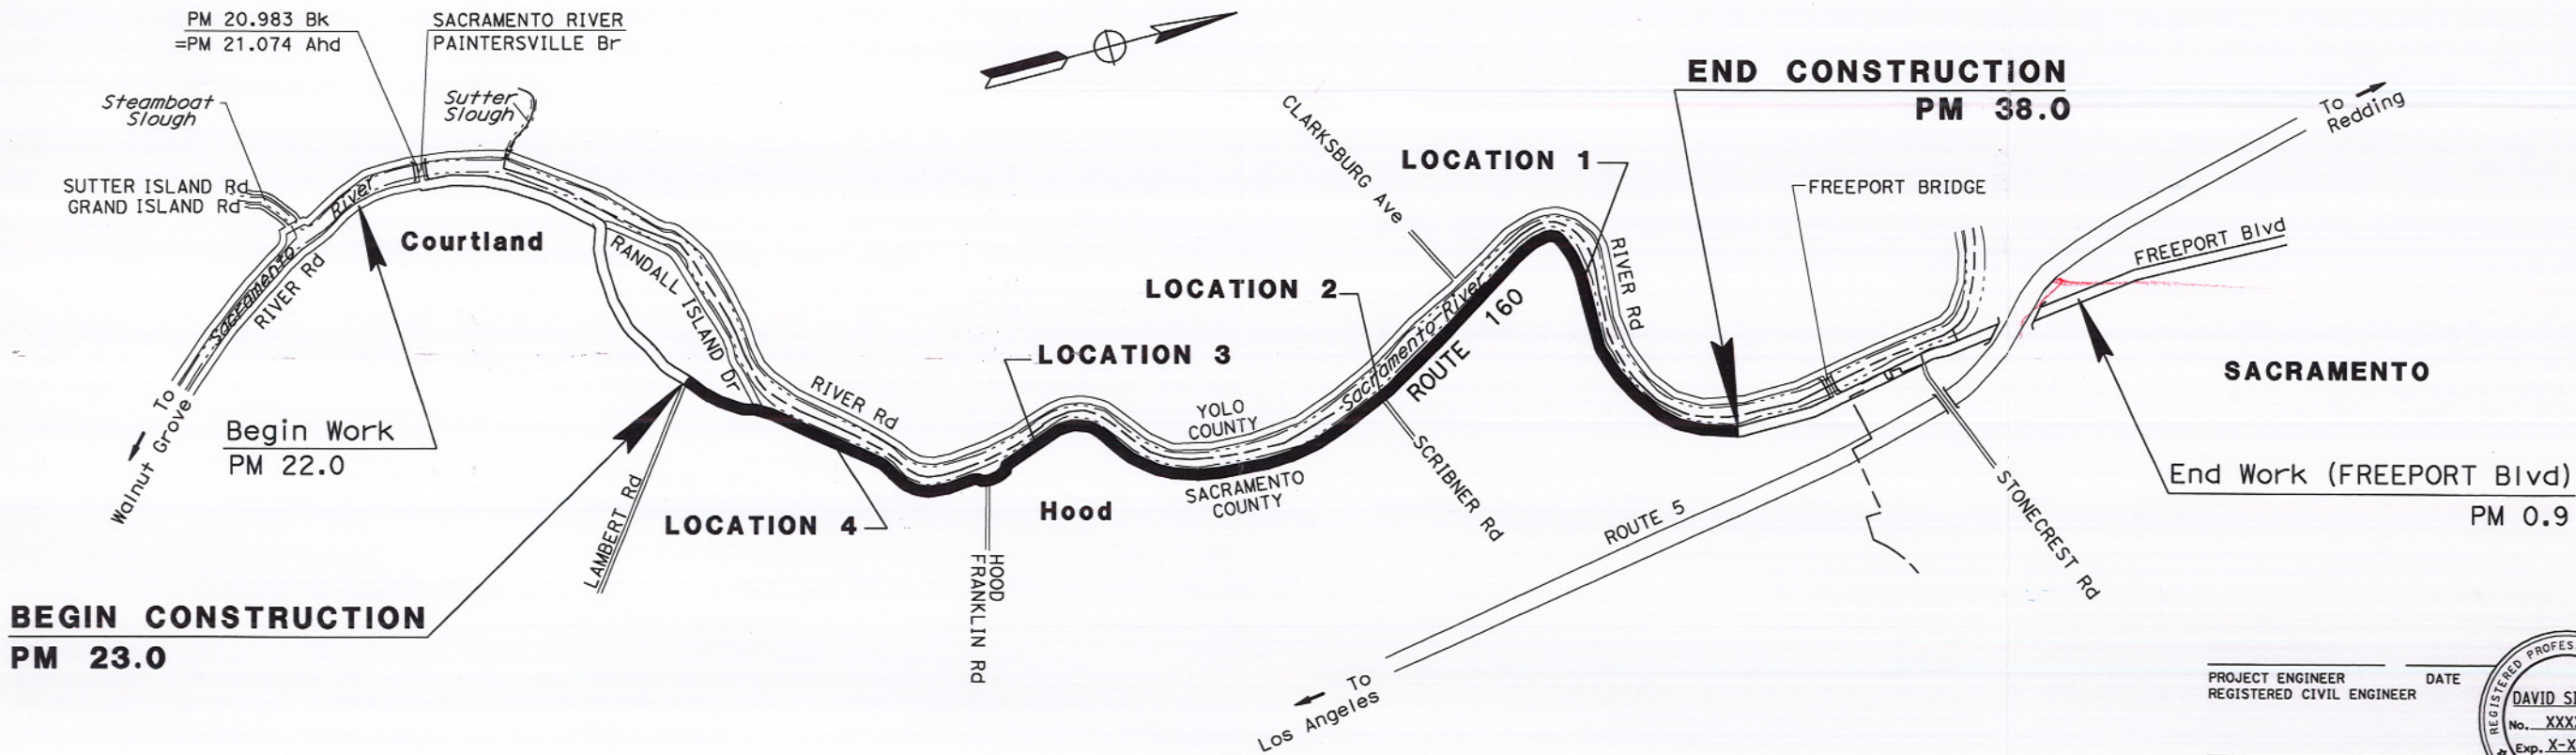 PM 20.983 Bk
=PM 21.074 Ahd
SACRAMENTO RIVER
PAINTERSVILLE Br
Steamboat
Slough
Sutter
Slough
SUTTER ISLAND Rd
GRAND ISLAND Rd
Sacramento River
RIVER Rd
Courtland
To
Walnut Grove
Begin Work
PM 22.0
RANDALL ISLAND Dr
LAMBERT Rd
BEGIN CONSTRUCTION
PM 23.0
LOCATION 4
RIVER Rd
LOCATION 3
HOOD
FRANKLIN Rd
Hood
YOLO
COUNTY
SACRAMENTO
COUNTY
LOCATION 2
CLARKSBURG Ave
LOCATION 1
Sacramento River
ROUTE 160
SCRIBNER Rd
RIVER Rd
END CONSTRUCTION
PM 38.0
FREEPORT BRIDGE
To
Redding
FREEPORT Blvd
SACRAMENTO
End Work (FREEPORT Blvd)
PM 0.9
STONECREST Rd
ROUTE 5
To
Los Angeles
PROJECT ENGINEER DATE
REGISTERED CIVIL ENGINEER
REGISTERED
DAVID
No. XXX
Exp. X-X